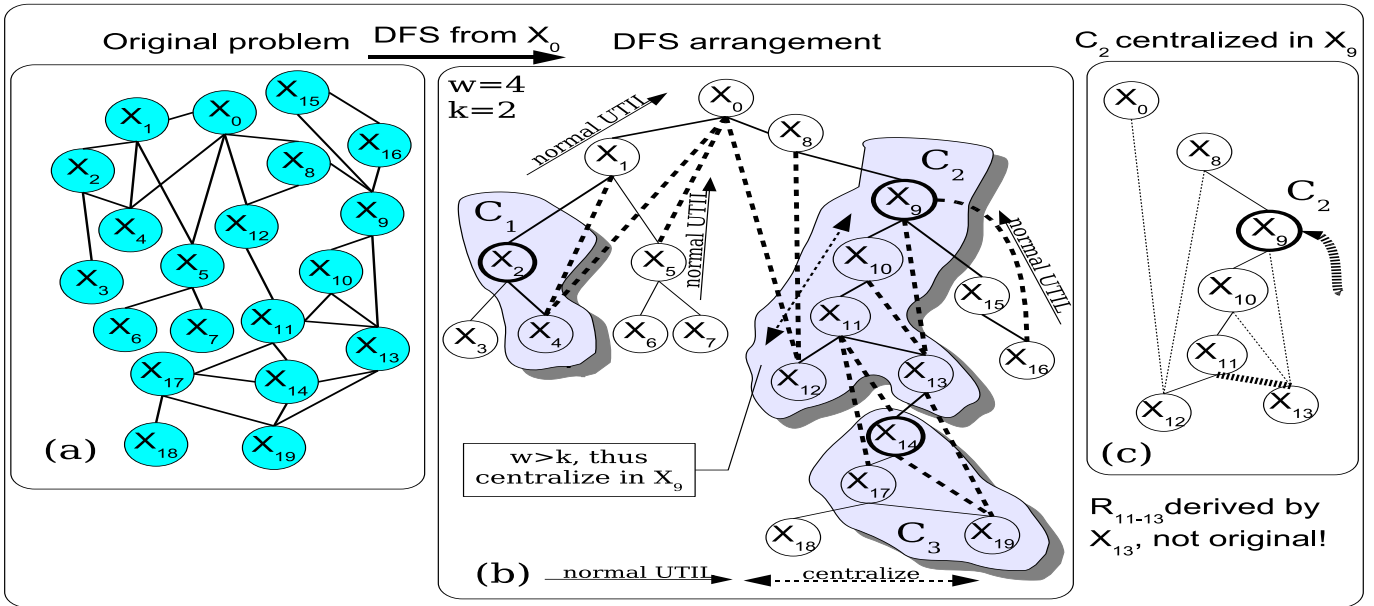 Original problem
DFS from X0
DFS arrangement
C2 centralized in X9
X1
X0
X15
X2
X8
X16
X4
X12
X9
X3
X5
X10
X6
X7
X11
X13
X17
X14
X18
X19
(a)
w=4
k=2
normal UTIL
X0
X8
X1
C2
C1
X9
normal UTIL
normal UTIL
X2
X5
X10
X15
X3
X4
X6
X7
X11
X16
X12
X13
w>k, thus
centralize in X9
X14
X17
X18
C3
X19
(b)
normal UTIL
centralize
X0
X8
C2
X9
X10
X11
X12
X13
(c)
R11-13 derived by
X13, not original!